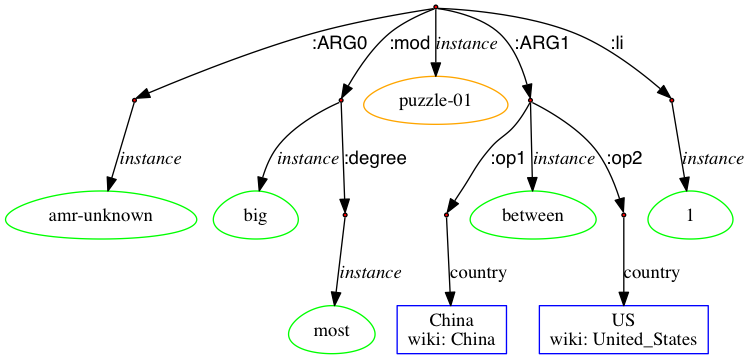 :ARG0 :mod instance :ARG1 :li
puzzle-01
instance instance :degree :op1 instance :op2 instance
amr-unknown big between 1
instance country country
most China US
wiki: China wiki: United_States